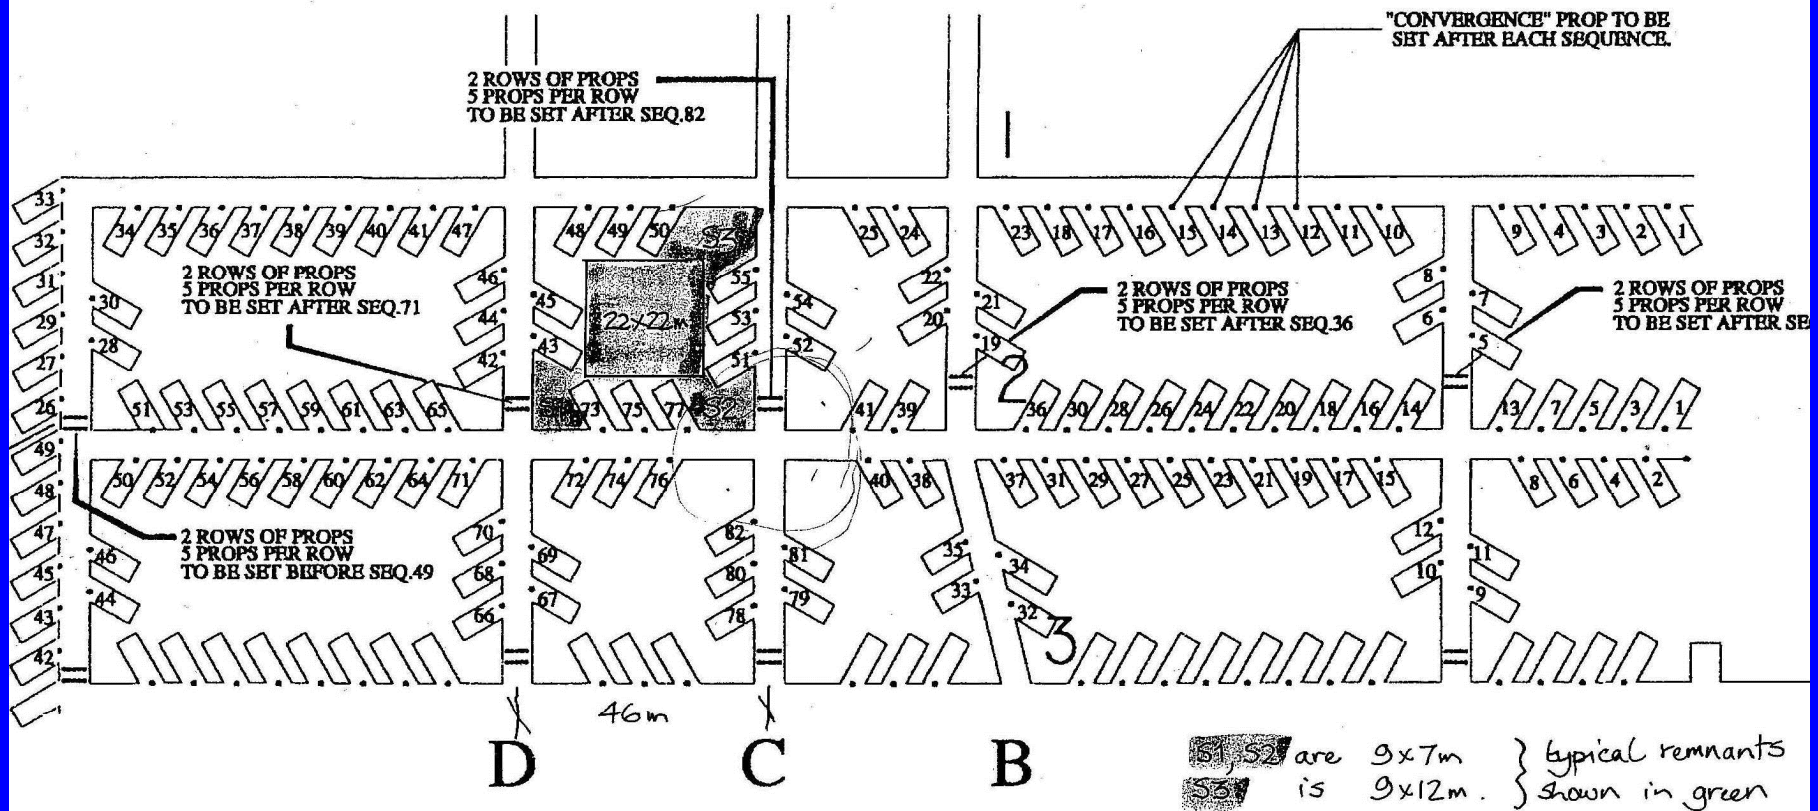 "CONVERGENCE" PROP TO BE
SET AFTER EACH SEQUENCE.
2 ROWS OF PROPS
5 PROPS PER ROW
TO BE SET AFTER SEQ.82
1
33
34 35 36 37 38 39 40 41 47 48 49 50 S3 25 24 23 18 17 16 15 14 13 12 11 10 9 4 3 2 1
32
2 ROWS OF PROPS
5 PROPS PER ROW
TO BE SET AFTER SEQ.71
31 46 55 22 8
30 45 54 21 7
2 ROWS OF PROPS
5 PROPS PER ROW
TO BE SET AFTER SEQ.36
2 ROWS OF PROPS
5 PROPS PER ROW
TO BE SET AFTER SE
29 44 22x22m 53 20 6
28 43 52 19 5
27 42 51
2
26 51 53 55 57 59 61 63 65 73 75 77 S2 41 39 36 30 28 26 24 22 20 18 16 14 13 7 5 3 1
49
48 50 52 54 56 58 60 62 64 71 72 74 76 40 38 37 31 29 27 25 23 21 19 17 15 8 6 4 2
2 ROWS OF PROPS
5 PROPS PER ROW
TO BE SET BEFORE SEQ.49
47 70 82 12
46 69 81 35 34 11
45 68 80 10
44 67 79 33 32 9
43 66 78
3
42
46m
D C B
S1, S2 are 9x7m } typical remnants
S3 is 9x12m. } shown in green